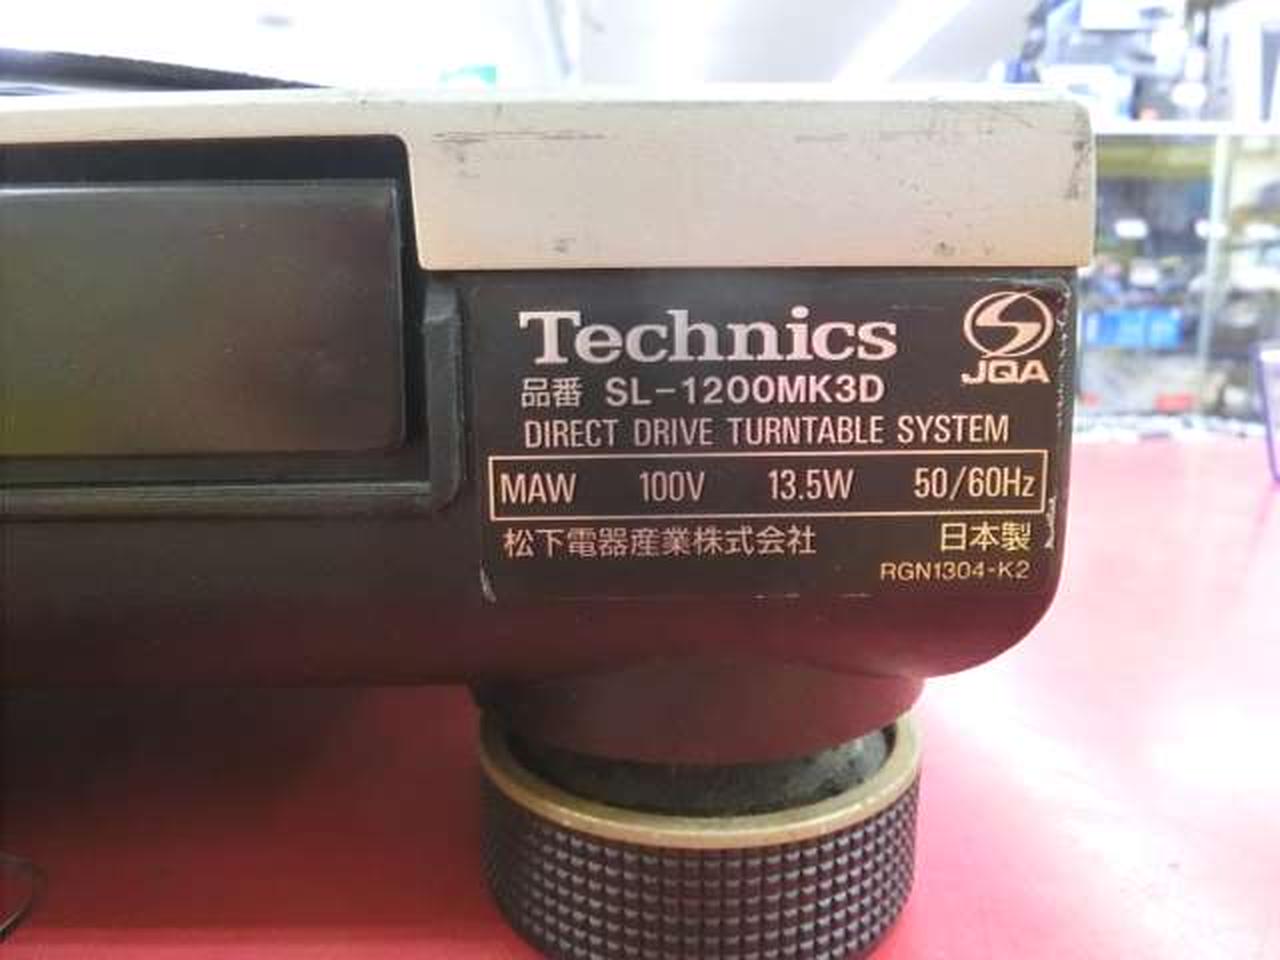 Technics
JQA
品番 SL-1200MK3D
DIRECT DRIVE TURNTABLE SYSTEM
MAW 100V 13.5W 50/60Hz
松下電器産業株式会社 日本製
RGN1304-K2